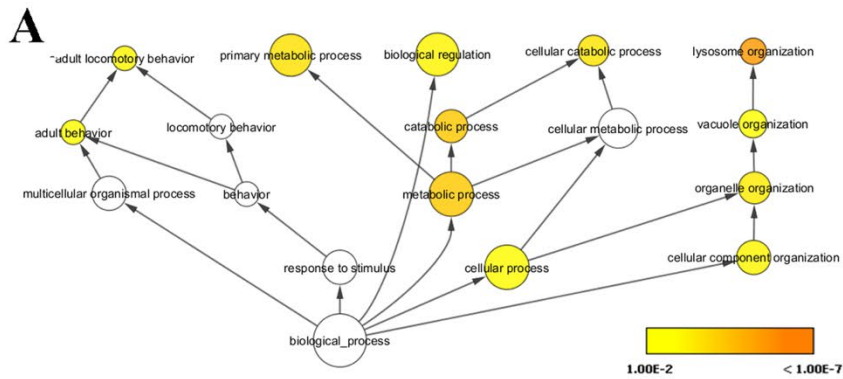 A
adult locomotory behavior
primary metabolic process
biological regulation
cellular catabolic process
lysosome organization
adult behavior
locomotory behavior
catabolic process
cellular metabolic process
vacuole organization
multicellular organismal process
behavior
metabolic process
organelle organization
response to stimulus
cellular process
cellular component organization
biological_process
1.00E-2
< 1.00E-7